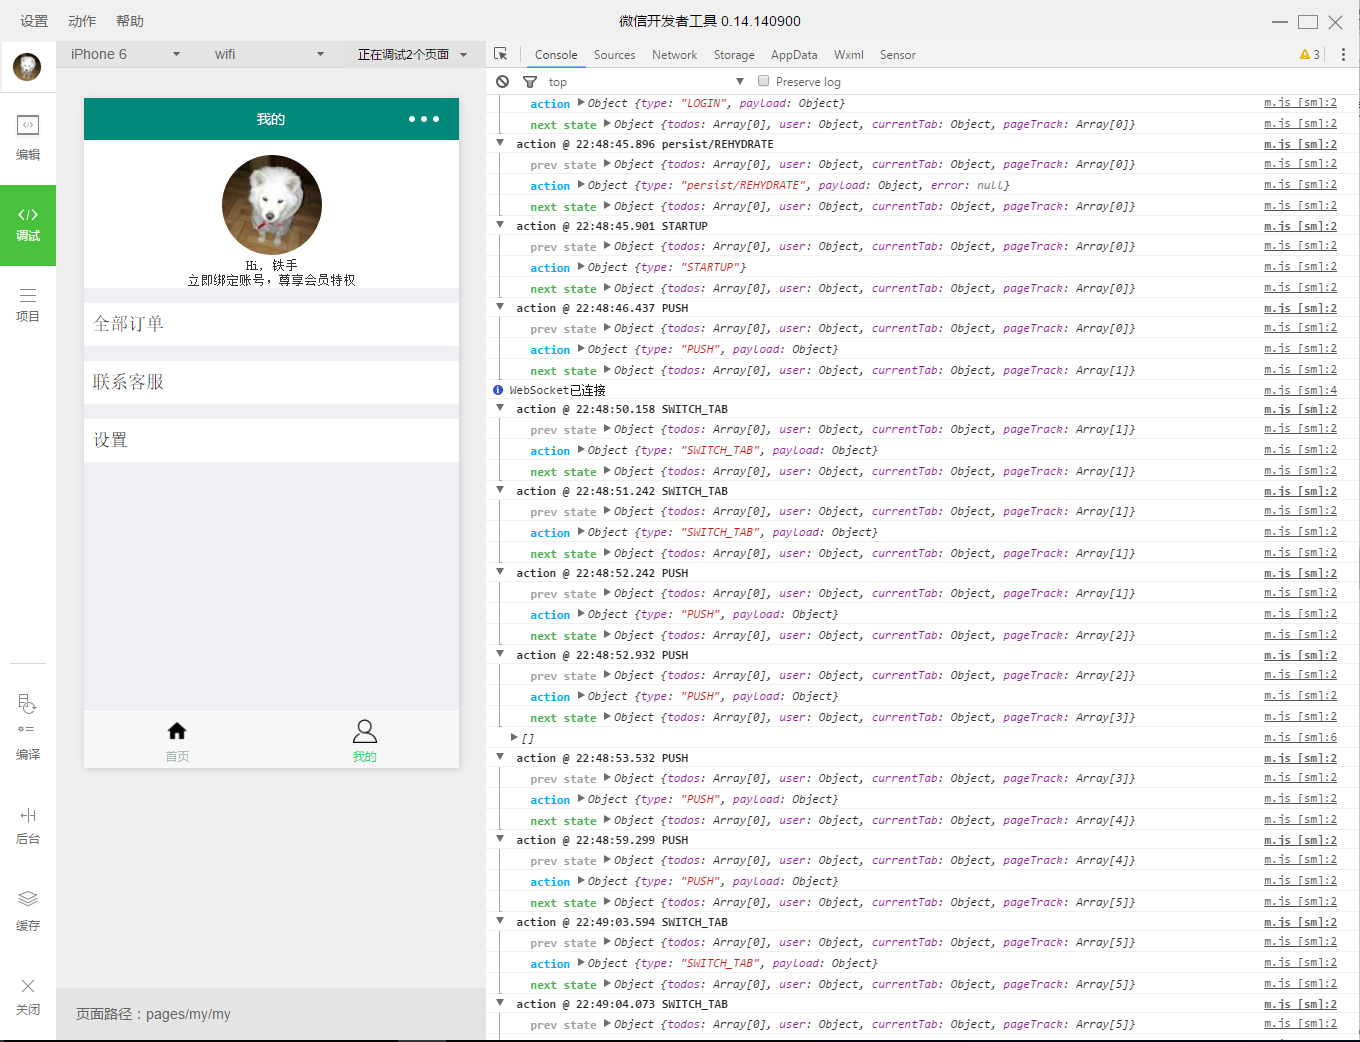 设置 动作 帮助
微信开发者工具 0.14.140900
iPhone 6 wifi 正在调试2个页面
Console Sources Network Storage AppData Wxml Sensor 3
top Preserve log
编辑
调试
项目
编译
后台
缓存
关闭
我的
Hi, 铁手
立即绑定账号，尊享会员特权
全部订单
联系客服
设置
首页 我的
页面路径：pages/my/my
action Object {type: "LOGIN", payload: Object} m.js [sm]:2
next state Object {todos: Array[0], user: Object, currentTab: Object, pageTrack: Array[0]} m.js [sm]:2
action @ 22:48:45.896 persist/REHYDRATE m.js [sm]:2
prev state Object {todos: Array[0], user: Object, currentTab: Object, pageTrack: Array[0]} m.js [sm]:2
action Object {type: "persist/REHYDRATE", payload: Object, error: null} m.js [sm]:2
next state Object {todos: Array[0], user: Object, currentTab: Object, pageTrack: Array[0]} m.js [sm]:2
action @ 22:48:45.901 STARTUP m.js [sm]:2
prev state Object {todos: Array[0], user: Object, currentTab: Object, pageTrack: Array[0]} m.js [sm]:2
action Object {type: "STARTUP"} m.js [sm]:2
next state Object {todos: Array[0], user: Object, currentTab: Object, pageTrack: Array[0]} m.js [sm]:2
action @ 22:48:46.437 PUSH m.js [sm]:2
prev state Object {todos: Array[0], user: Object, currentTab: Object, pageTrack: Array[0]} m.js [sm]:2
action Object {type: "PUSH", payload: Object} m.js [sm]:2
next state Object {todos: Array[0], user: Object, currentTab: Object, pageTrack: Array[1]} m.js [sm]:2
WebSocket已连接 m.js [sm]:4
action @ 22:48:50.158 SWITCH_TAB m.js [sm]:2
prev state Object {todos: Array[0], user: Object, currentTab: Object, pageTrack: Array[1]} m.js [sm]:2
action Object {type: "SWITCH_TAB", payload: Object} m.js [sm]:2
next state Object {todos: Array[0], user: Object, currentTab: Object, pageTrack: Array[1]} m.js [sm]:2
action @ 22:48:51.242 SWITCH_TAB m.js [sm]:2
prev state Object {todos: Array[0], user: Object, currentTab: Object, pageTrack: Array[1]} m.js [sm]:2
action Object {type: "SWITCH_TAB", payload: Object} m.js [sm]:2
next state Object {todos: Array[0], user: Object, currentTab: Object, pageTrack: Array[1]} m.js [sm]:2
action @ 22:48:52.242 PUSH m.js [sm]:2
prev state Object {todos: Array[0], user: Object, currentTab: Object, pageTrack: Array[1]} m.js [sm]:2
action Object {type: "PUSH", payload: Object} m.js [sm]:2
next state Object {todos: Array[0], user: Object, currentTab: Object, pageTrack: Array[2]} m.js [sm]:2
action @ 22:48:52.932 PUSH m.js [sm]:2
prev state Object {todos: Array[0], user: Object, currentTab: Object, pageTrack: Array[2]} m.js [sm]:2
action Object {type: "PUSH", payload: Object} m.js [sm]:2
next state Object {todos: Array[0], user: Object, currentTab: Object, pageTrack: Array[3]} m.js [sm]:2
[] m.js [sm]:6
action @ 22:48:53.532 PUSH m.js [sm]:2
prev state Object {todos: Array[0], user: Object, currentTab: Object, pageTrack: Array[3]} m.js [sm]:2
action Object {type: "PUSH", payload: Object} m.js [sm]:2
next state Object {todos: Array[0], user: Object, currentTab: Object, pageTrack: Array[4]} m.js [sm]:2
action @ 22:48:59.299 PUSH m.js [sm]:2
prev state Object {todos: Array[0], user: Object, currentTab: Object, pageTrack: Array[4]} m.js [sm]:2
action Object {type: "PUSH", payload: Object} m.js [sm]:2
next state Object {todos: Array[0], user: Object, currentTab: Object, pageTrack: Array[5]} m.js [sm]:2
action @ 22:49:03.594 SWITCH_TAB m.js [sm]:2
prev state Object {todos: Array[0], user: Object, currentTab: Object, pageTrack: Array[5]} m.js [sm]:2
action Object {type: "SWITCH_TAB", payload: Object} m.js [sm]:2
next state Object {todos: Array[0], user: Object, currentTab: Object, pageTrack: Array[5]} m.js [sm]:2
action @ 22:49:04.073 SWITCH_TAB m.js [sm]:2
prev state Object {todos: Array[0], user: Object, currentTab: Object, pageTrack: Array[5]} m.js [sm]:2